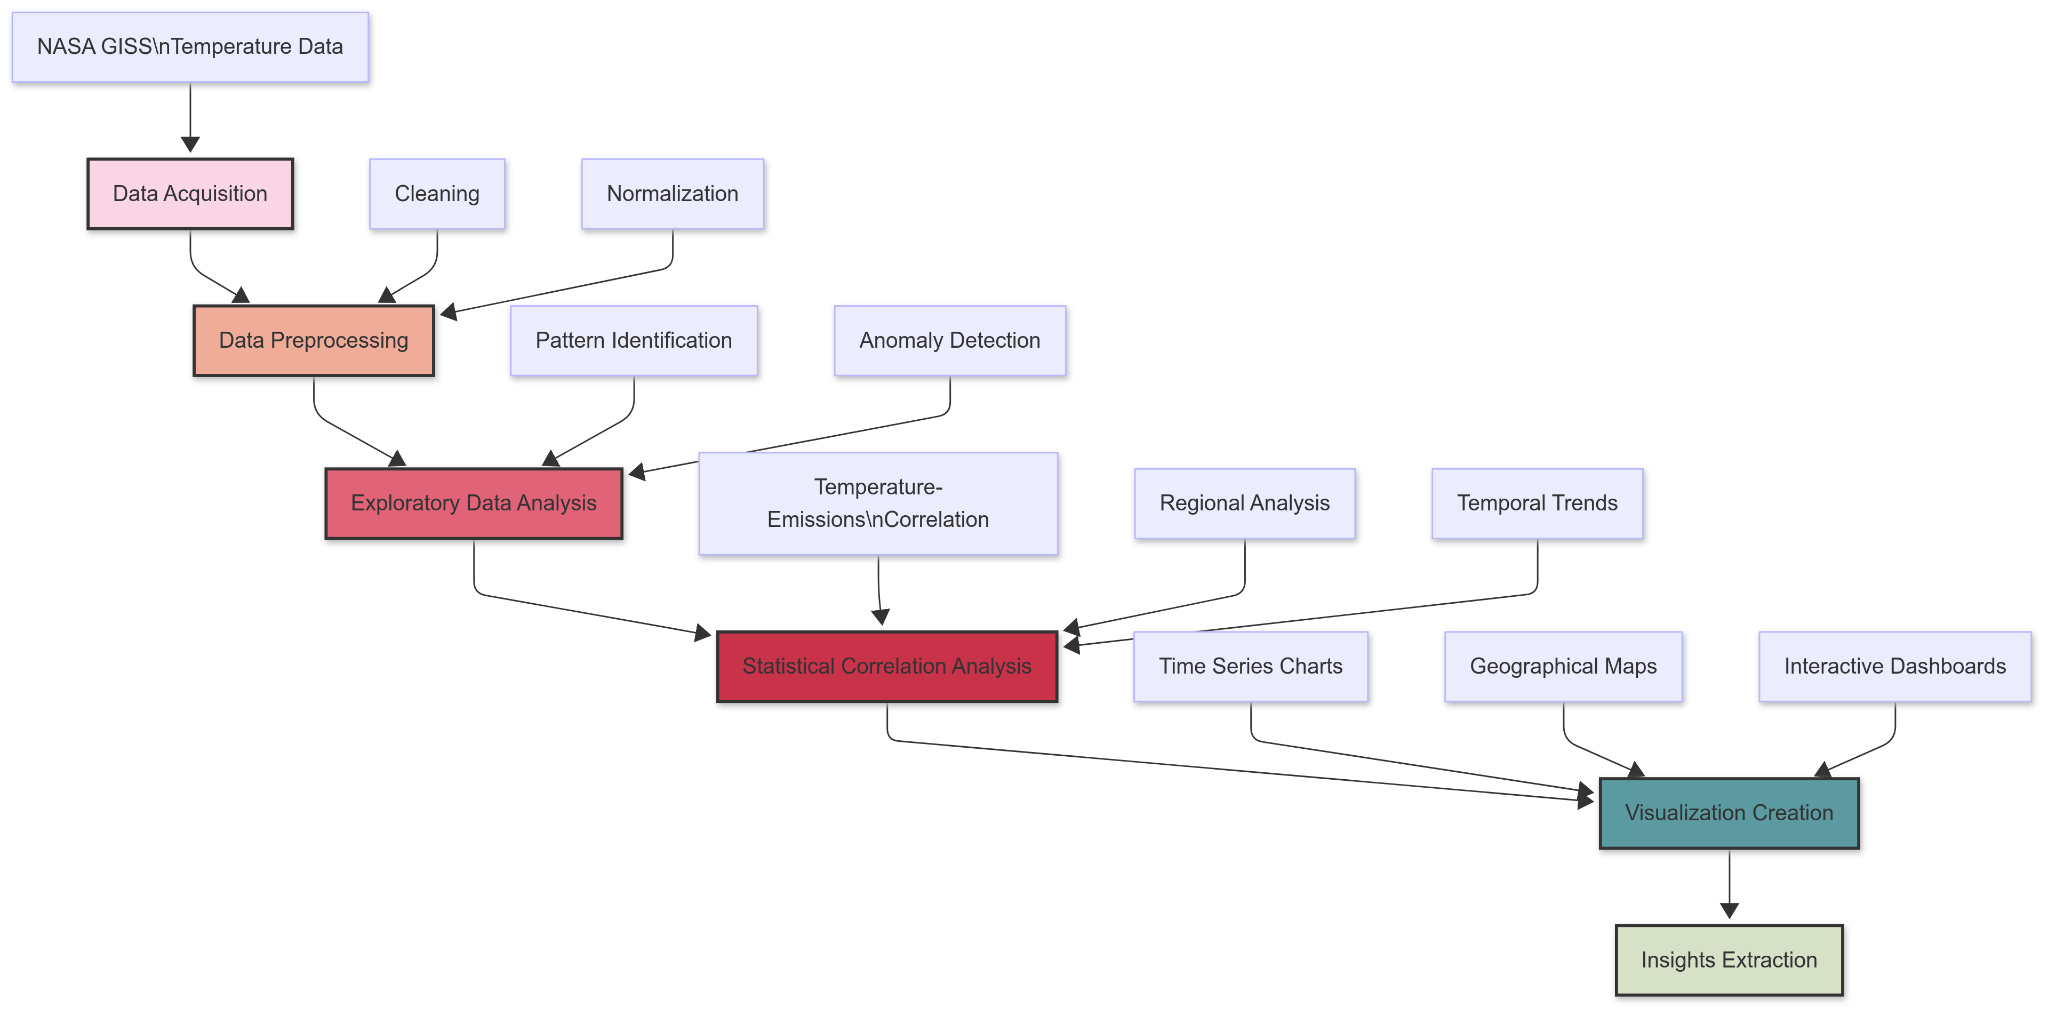 NASA GISS\nTemperature Data
Data Acquisition
Cleaning
Normalization
Data Preprocessing
Pattern Identification
Anomaly Detection
Exploratory Data Analysis
Temperature-
Emissions\nCorrelation
Regional Analysis
Temporal Trends
Statistical Correlation Analysis
Time Series Charts
Geographical Maps
Interactive Dashboards
Visualization Creation
Insights Extraction